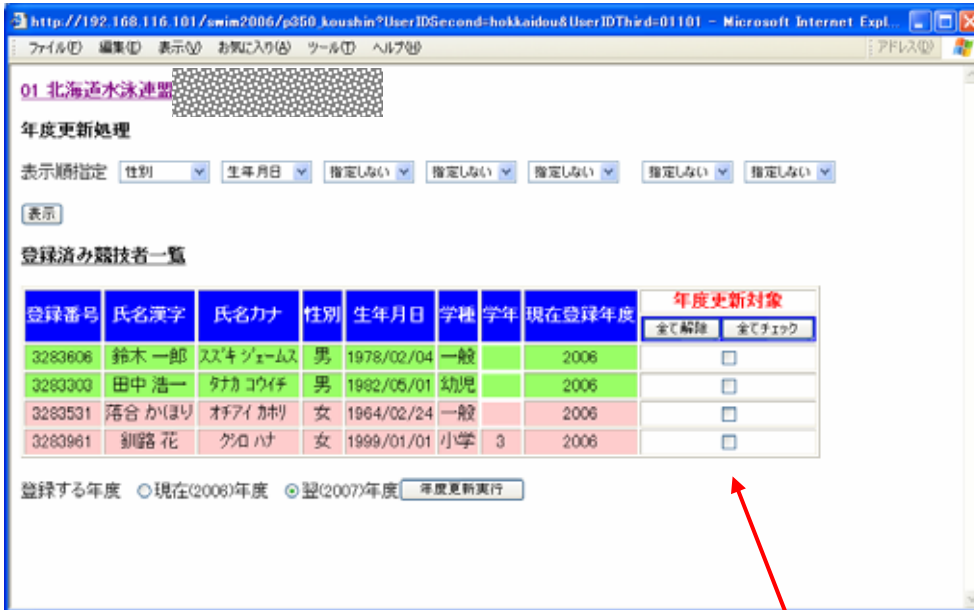 http://192.168.116.101/swim2006/p350_koushin?UserIDSecond=hokkaidou&UserIDThird=01101 - Microsoft Internet Expl...
ファイル(F) 編集(E) 表示(V) お気に入り(A) ツール(T) ヘルプ(H) アドレス(D)
01 北海道水泳連盟
年度更新処理
表示順指定 性別 生年月日 指定しない 指定しない 指定しない 指定しない 指定しない
表示
登録済み競技者一覧
登録番号 氏名漢字 氏名カナ 性別 生年月日 学種 学年 現在登録年度 年度更新対象
全て解除 全てチェック
3283606 鈴木 一郎 スズキ ジェームス 男 1978/02/04 一般 2006
3283303 田中 浩一 タナカ コウイチ 男 1982/05/01 幼児 2006
3283531 落合 かほり オチアイ カホリ 女 1964/02/24 一般 2006
3283961 釧路 花 クシロ ハナ 女 1999/01/01 小学 3 2006
登録する年度 現在(2006)年度 翌(2007)年度 年度更新実行